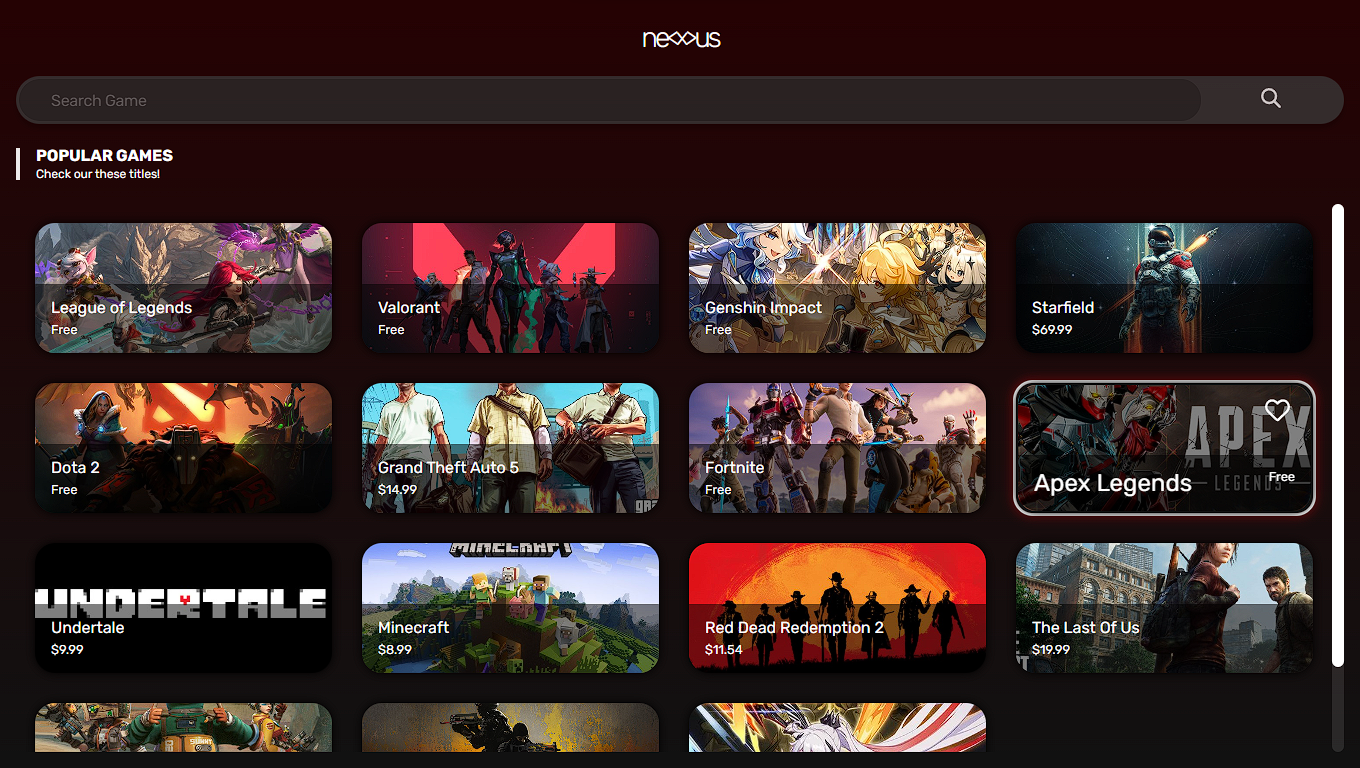 nexus
Search Game
POPULAR GAMES
Check our these titles!
League of Legends
Free
Valorant
Free
Genshin Impact
Free
Starfield
$69.99
Dota 2
Free
Grand Theft Auto 5
$14.99
Fortnite
Free
APEX
LEGENDS
Apex Legends
Free
UNDERTALE
Undertale
$9.99
MINECRAFT
Minecraft
$8.99
Red Dead Redemption 2
$11.54
The Last Of Us
$19.99